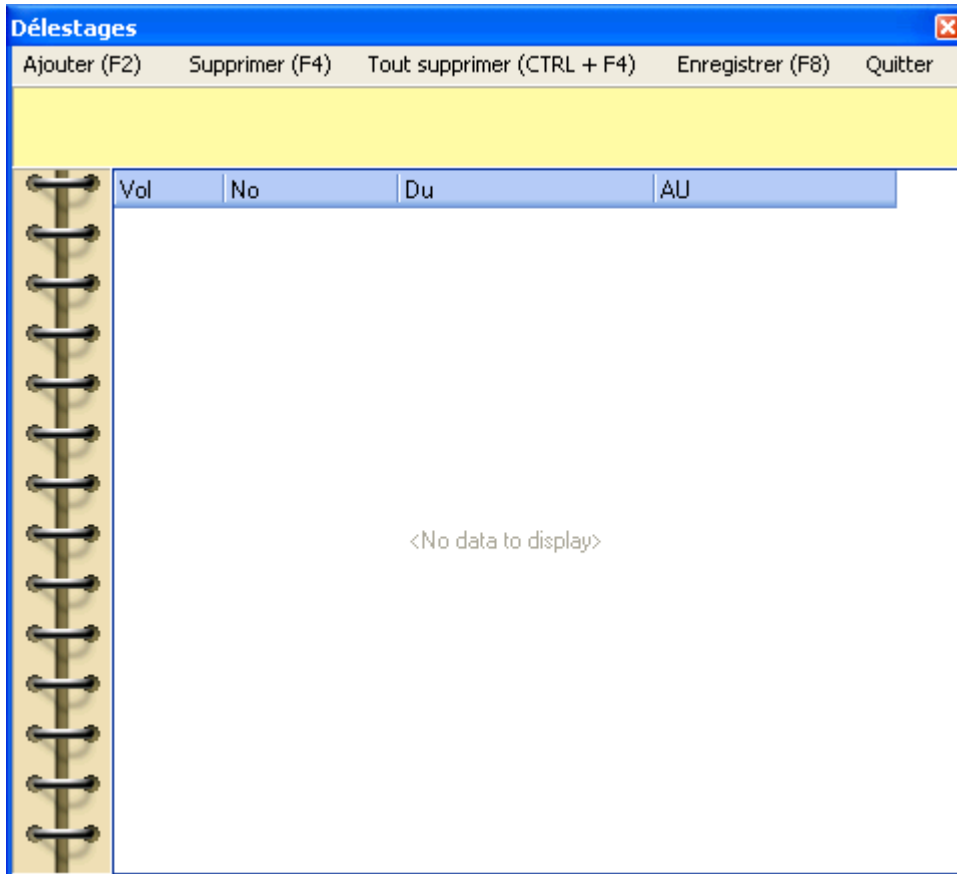 Délestages
Ajouter (F2) Supprimer (F4) Tout supprimer (CTRL + F4) Enregistrer (F8) Quitter
Vol No Du AU
<No data to display>